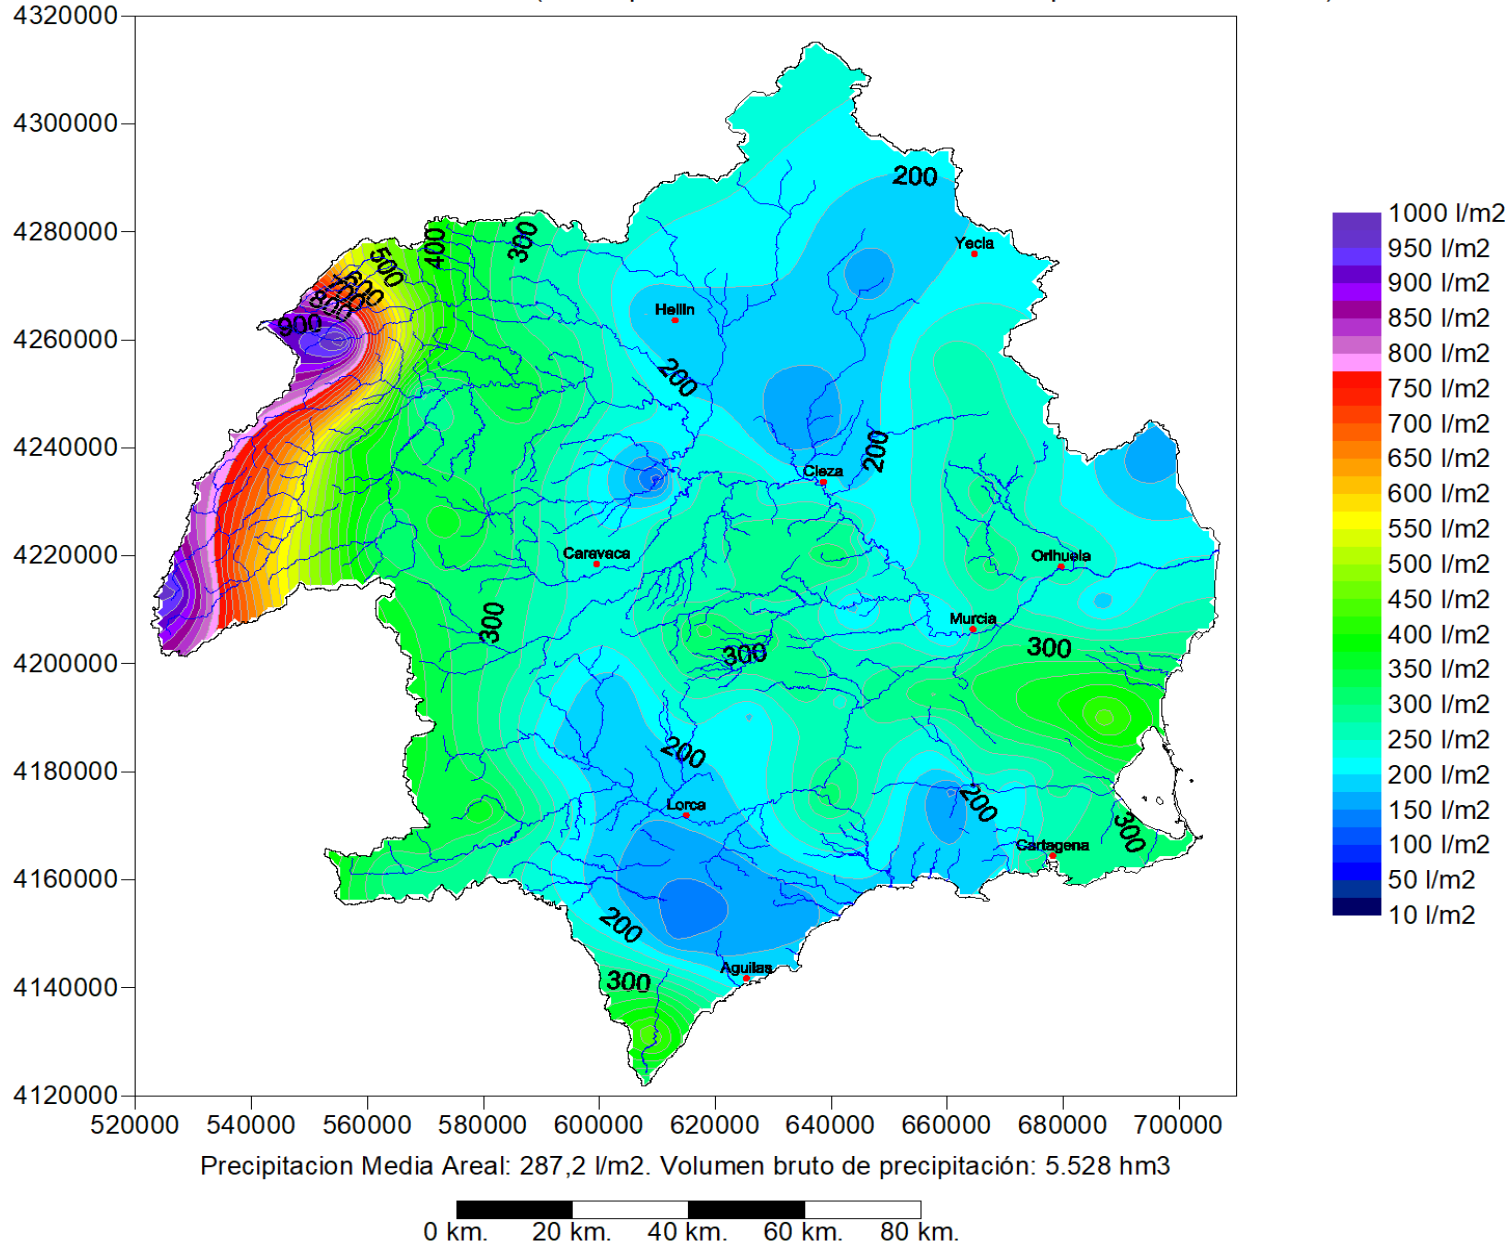 4320000
4300000
4280000
4260000
4240000
4220000
4200000
4180000
4160000
4140000
4120000
520000
540000
560000
580000
600000
620000
640000
660000
680000
700000
200
Yecla
300
400
500
600
700
800
900
Hellin
200
200
Cieza
Caravaca
Orihuela
Murcia
300
300
300
200
Lorca
200
Cartagena
300
200
Aguilas
300
1000 l/m2
950 l/m2
900 l/m2
850 l/m2
800 l/m2
750 l/m2
700 l/m2
650 l/m2
600 l/m2
550 l/m2
500 l/m2
450 l/m2
400 l/m2
350 l/m2
300 l/m2
250 l/m2
200 l/m2
150 l/m2
100 l/m2
50 l/m2
10 l/m2
Precipitacion Media Areal: 287,2 l/m2. Volumen bruto de precipitación: 5.528 hm3
0 km. 20 km. 40 km. 60 km. 80 km.